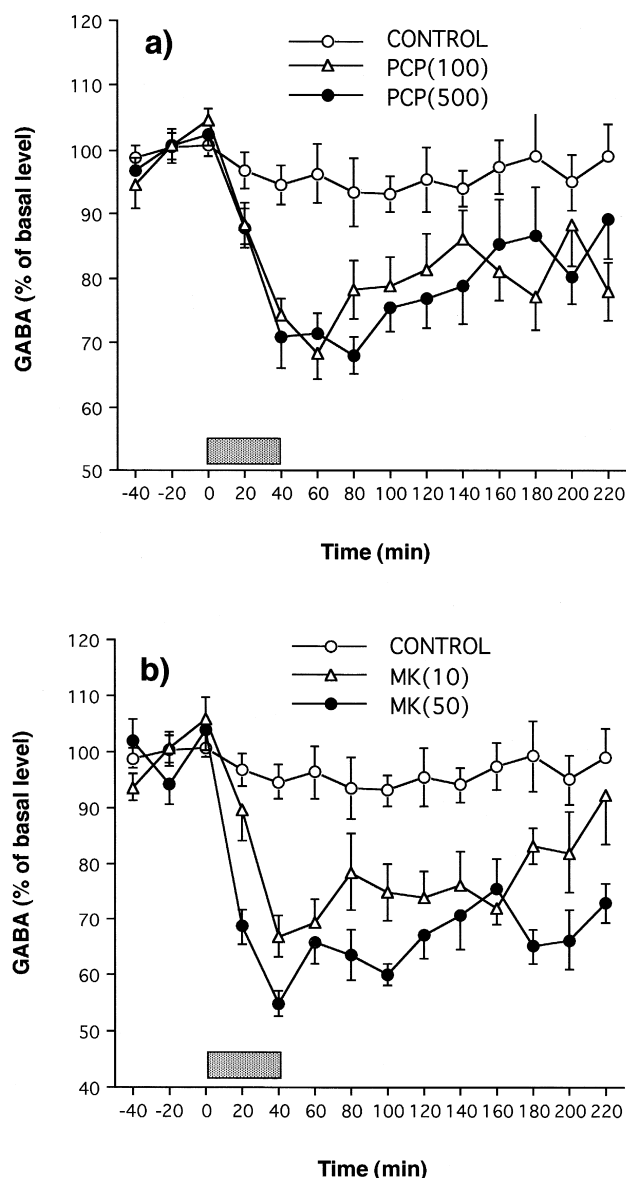 a)
CONTROL
PCP(100)
PCP(500)
GABA (% of basal level)
120
110
100
90
80
70
60
50
-40 -20 0 20 40 60 80 100 120 140 160 180 200 220
Time (min)
b)
CONTROL
MK(10)
MK(50)
GABA (% of basal level)
120
110
100
90
80
70
60
50
40
-40 -20 0 20 40 60 80 100 120 140 160 180 200 220
Time (min)